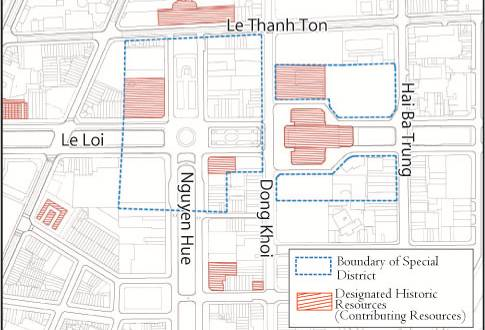 Le Thanh Ton
Le Loi
Nguyen Hue
Dong Khoi
Hai Ba Trung
Boundary of Special
District
Designated Historic
Resources
(Contributing Resources)